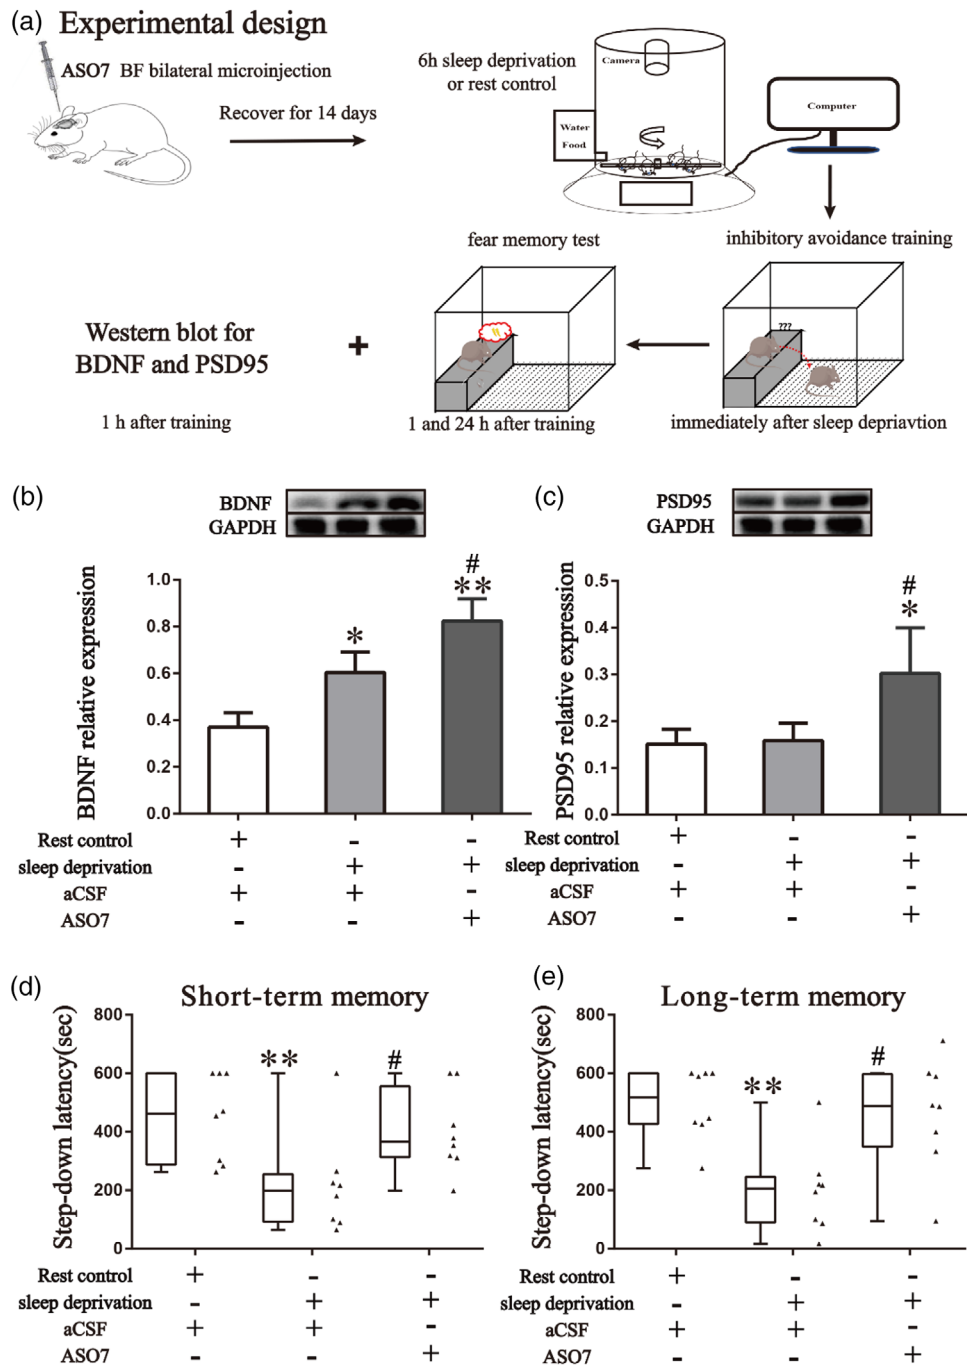 (a) Experimental design
ASO7 BF bilateral microinjection
Recover for 14 days
6h sleep deprivation
or rest control
Camera
Water
Food
Computer
fear memory test
inhibitory avoidance training
Western blot for
BDNF and PSD95
+
???
1 h after training
1 and 24 h after training
immediately after sleep depriavtion
(b)
BDNF
GAPDH
BDNF relative expression
1.0
0.8
0.6
0.4
0.2
0.0
*
#
**
Rest control + - -
sleep deprivation - + +
aCSF + + -
ASO7 - - +
(c)
PSD95
GAPDH
PSD95 relative expression
0.5
0.4
0.3
0.2
0.1
0.0
#
*
Rest control + - -
sleep deprivation - + +
aCSF + + -
ASO7 - - +
(d) Short-term memory
Step-down latency(sec)
800
600
400
200
0
**
#
Rest control + - -
sleep deprivation - + +
aCSF + + -
ASO7 - - +
(e) Long-term memory
Step-down latency(sec)
800
600
400
200
0
**
#
Rest control + - -
sleep deprivation - + +
aCSF + + -
ASO7 - - +